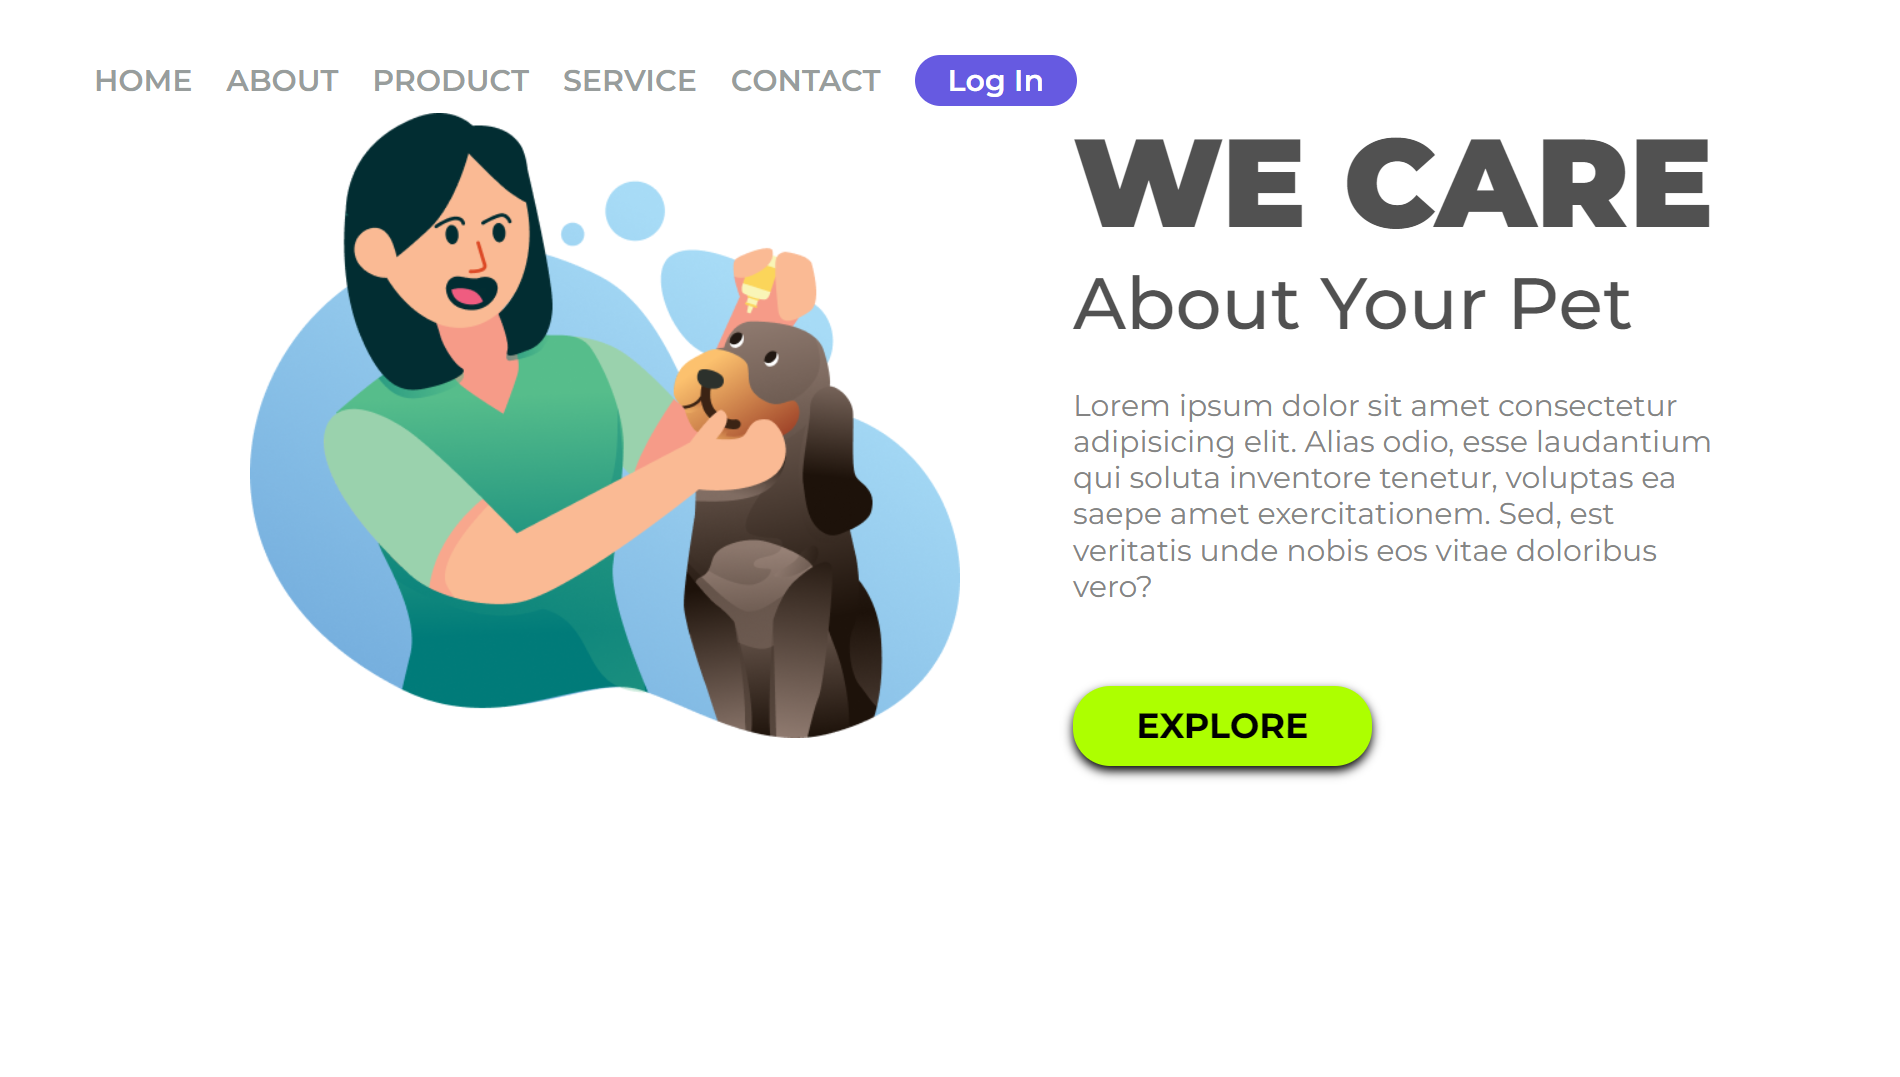 HOME ABOUT PRODUCT SERVICE CONTACT Log In
WE CARE
About Your Pet
Lorem ipsum dolor sit amet consectetur
adipisicing elit. Alias odio, esse laudantium
qui soluta inventore tenetur, voluptas ea
saepe amet exercitationem. Sed, est
veritatis unde nobis eos vitae doloribus
vero?
EXPLORE